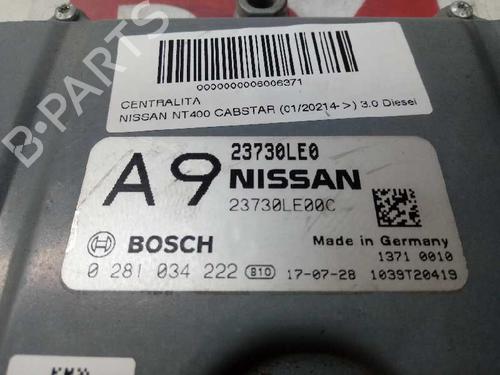 0000000006006371
CENTRALITA
NISSAN NT400 CABSTAR (01/20214->) 3.0 Diesel
23730LE0
A9 NISSAN
23730LE00C
BOSCH
Made in Germany
1371 0010
0 281 034 222 B10 17-07-28 1039T20419
B-PARTS